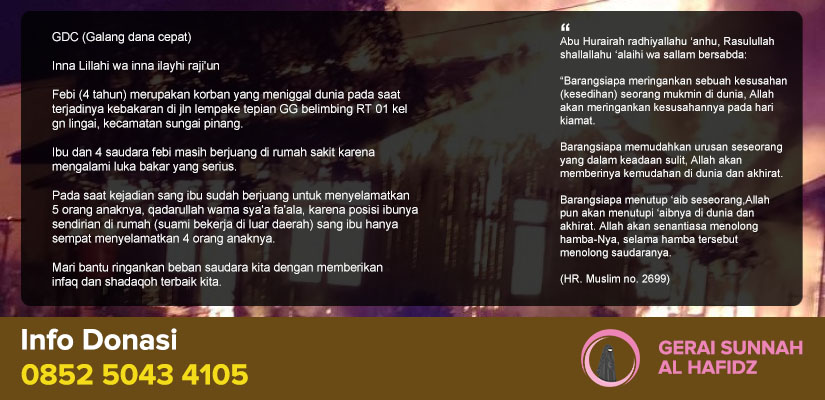 GDC (Galang dana cepat)
Inna Lillahi wa inna ilayhi raji'un
Febi (4 tahun) merupakan korban yang meniggal dunia pada saat
terjadinya kebakaran di jln lempake tepian GG belimbing RT 01 kel
gn lingai, kecamatan sungai pinang.
Ibu dan 4 saudara febi masih berjuang di rumah sakit karena
mengalami luka bakar yang serius.
Pada saat kejadian sang ibu sudah berjuang untuk menyelamatkan
5 orang anaknya, qadarullah wama sya'a fa'ala, karena posisi ibunya
sendirian di rumah (suami bekerja di luar daerah) sang ibu hanya
sempat menyelamatkan 4 orang anaknya.
Mari bantu ringankan beban saudara kita dengan memberikan
infaq dan shadaqoh terbaik kita.
“
Abu Hurairah radhiyallahu ‘anhu, Rasulullah
shallallahu ‘alaihi wa sallam bersabda:
“Barangsiapa meringankan sebuah kesusahan
(kesedihan) seorang mukmin di dunia, Allah
akan meringankan kesusahannya pada hari
kiamat.
Barangsiapa memudahkan urusan seseorang
yang dalam keadaan sulit, Allah akan
memberinya kemudahan di dunia dan akhirat.
Barangsiapa menutup ‘aib seseorang,Allah
pun akan menutupi ‘aibnya di dunia dan
akhirat. Allah akan senantiasa menolong
hamba-Nya, selama hamba tersebut
menolong saudaranya.
(HR. Muslim no. 2699)
Info Donasi
0852 5043 4105
GERAI SUNNAH
AL HAFIDZ